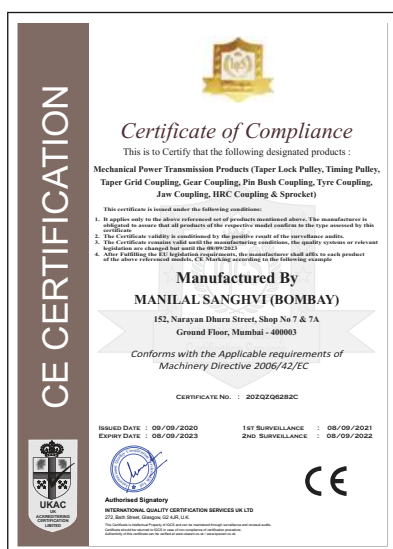 CE CERTIFICATION
Certificate of Compliance
This is to Certify that the following designated products :
Mechanical Power Transmission Products (Taper Lock Pulley, Timing Pulley,
Taper Grid Coupling, Gear Coupling, Pin Bush Coupling, Tyre Coupling,
Jaw Coupling, HRC Coupling & Sprocket)
This certificate is issued under the following conditions:
1. It applies only to the above referenced set of products mentioned above. The manufacturer is
obligated to assure that all products of the respective model confirm to the type assessed by this
certificate
2. The Certificate validity is conditioned by the positive result of the surveillance audits.
3. The Certificate remains valid until the manufacturing conditions, the quality systems or relevant
legislation are changed but until the 08/09/2023
4. After Fulfilling the EU legislation requirments, the manufacturer shall affix to each product
of the above referenced models, CE Marking according to the following example
Manufactured By
MANILAL SANGHVI (BOMBAY)
152, Narayan Dhuru Street, Shop No 7 & 7A
Ground Floor, Mumbai - 400003
Conforms with the Applicable requirements of
Machinery Directive 2006/42/EC
CERTIFICATE NO. : 20ZQZQ6282C
ISSUED DATE : 09/09/2020 1ST SURVEILLANCE : 08/09/2021
EXPIRY DATE : 08/09/2023 2ND SURVEILLANCE : 08/09/2022
CE
UKAC
UK
ACKREDITERING
CERTIFICATION
LIMITED
Authorised Signatory
INTERNATIONAL QUALITY CERTIFICATION SERVICES UK LTD
272, Bath Street, Glasgow, G2 4JR, U.K.